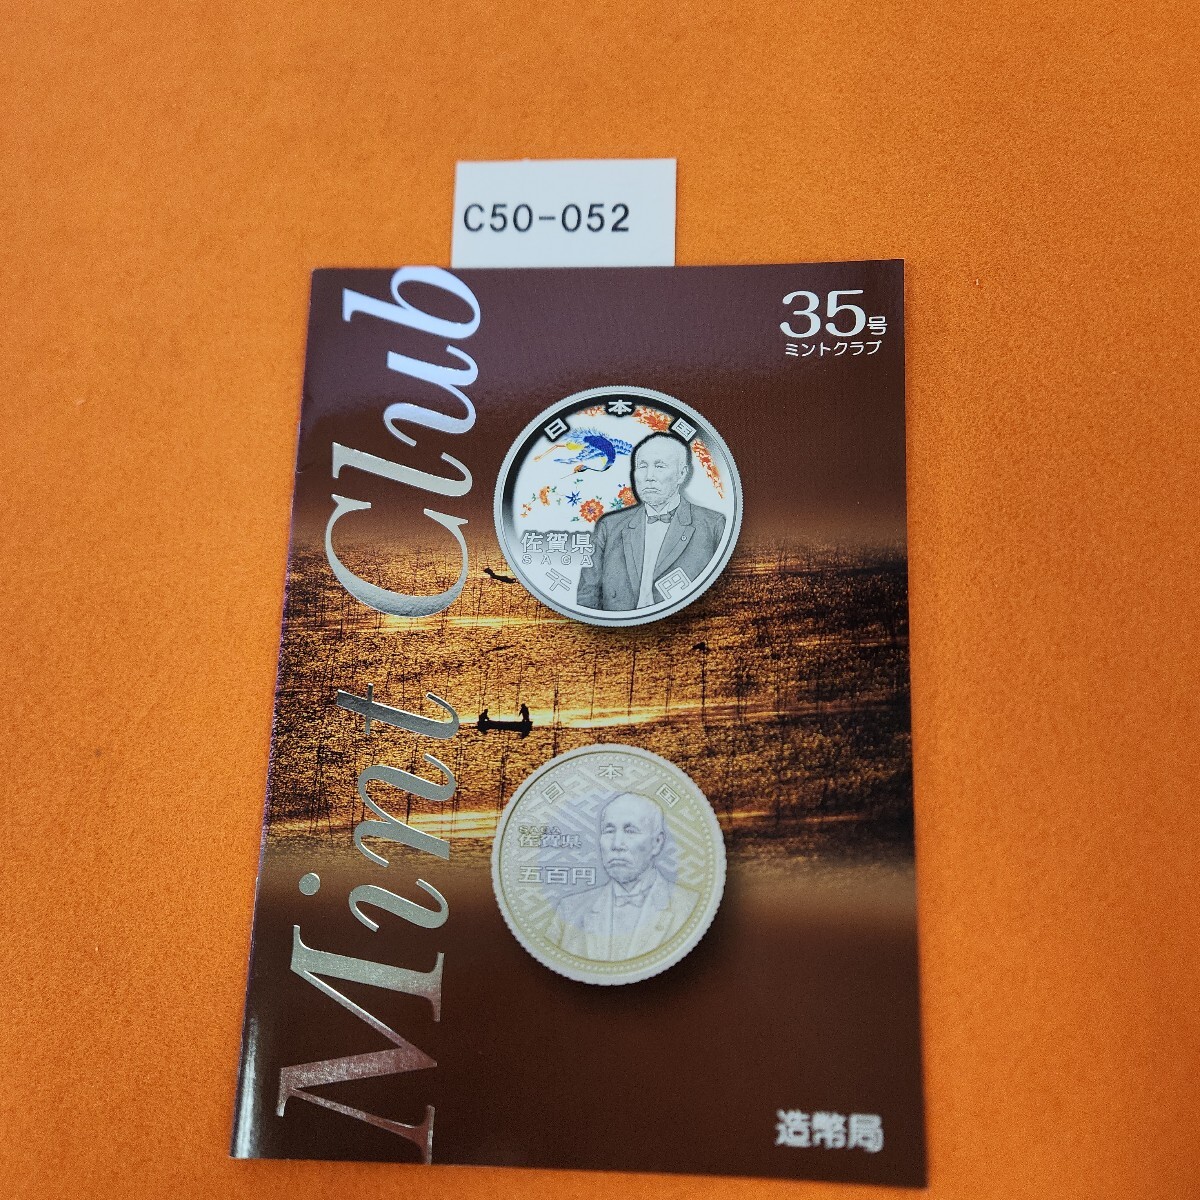 C50-052
35号
ミントクラブ
Mint Club
日本国
佐賀県
SAGA
千円
日本国
佐賀県
五百円
造幣局